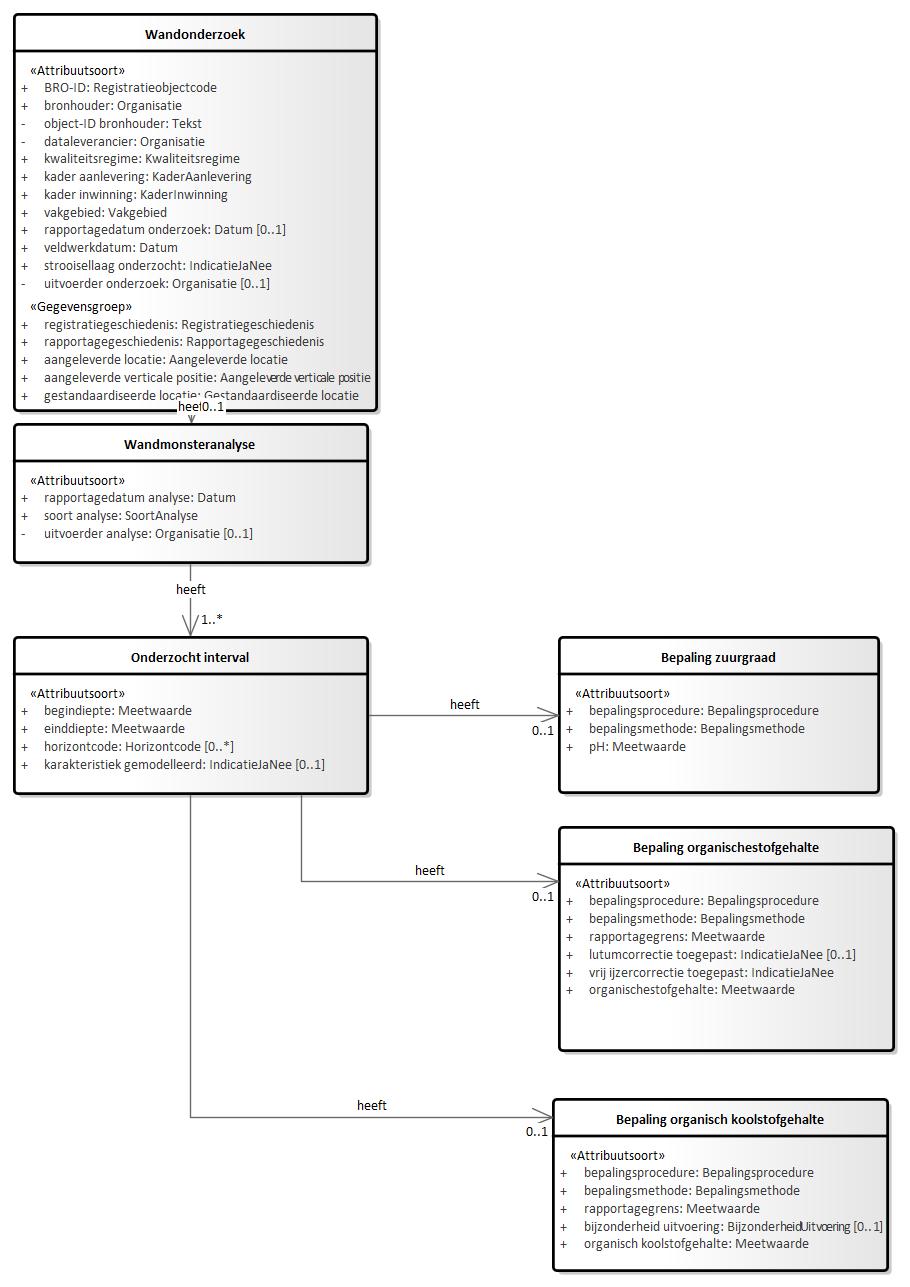 Wandonderzoek
«Attribuutsoort»
+ BRO-ID: Registratieobjectcode
+ bronhouder: Organisatie
- object-ID bronhouder: Tekst
- dataleverancier: Organisatie
+ kwaliteitsregime: Kwaliteitsregime
+ kader aanlevering: KaderAanlevering
+ kader inwinning: KaderInwinning
+ vakgebied: Vakgebied
+ rapportagedatum onderzoek: Datum [0..1]
+ veldwerkdatum: Datum
+ strooisellaag onderzocht: IndicatieJaNee
- uitvoerder onderzoek: Organisatie [0..1]
«Gegevensgroep»
+ registratiegeschiedenis: Registratiegeschiedenis
+ rapportagegeschiedenis: Rapportagegeschiedenis
+ aangeleverde locatie: Aangeleverde locatie
+ aangeleverde verticale positie: Aangeleverde verticale positie
+ gestandaardiseerde locatie: Gestandaardiseerde locatie
heeft 0..1
Wandmonsteranalyse
«Attribuutsoort»
+ rapportagedatum analyse: Datum
+ soort analyse: SoortAnalyse
- uitvoerder analyse: Organisatie [0..1]
heeft
1..*
Onderzocht interval
«Attribuutsoort»
+ begindiepte: Meetwaarde
+ einddiepte: Meetwaarde
+ horizontcode: Horizontcode [0..*]
+ karakteristiek gemodelleerd: IndicatieJaNee [0..1]
heeft
0..1
Bepaling zuurgraad
«Attribuutsoort»
+ bepalingsprocedure: Bepalingsprocedure
+ bepalingsmethode: Bepalingsmethode
+ pH: Meetwaarde
heeft
0..1
Bepaling organischestofgehalte
«Attribuutsoort»
+ bepalingsprocedure: Bepalingsprocedure
+ bepalingsmethode: Bepalingsmethode
+ rapportagegrens: Meetwaarde
+ lutumcorrectie toegepast: IndicatieJaNee [0..1]
+ vrij ijzercorrectie toegepast: IndicatieJaNee
+ organischestofgehalte: Meetwaarde
heeft
0..1
Bepaling organisch koolstofgehalte
«Attribuutsoort»
+ bepalingsprocedure: Bepalingsprocedure
+ bepalingsmethode: Bepalingsmethode
+ rapportagegrens: Meetwaarde
+ bijzonderheid uitvoering: BijzonderheidUitvoering [0..1]
+ organisch koolstofgehalte: Meetwaarde